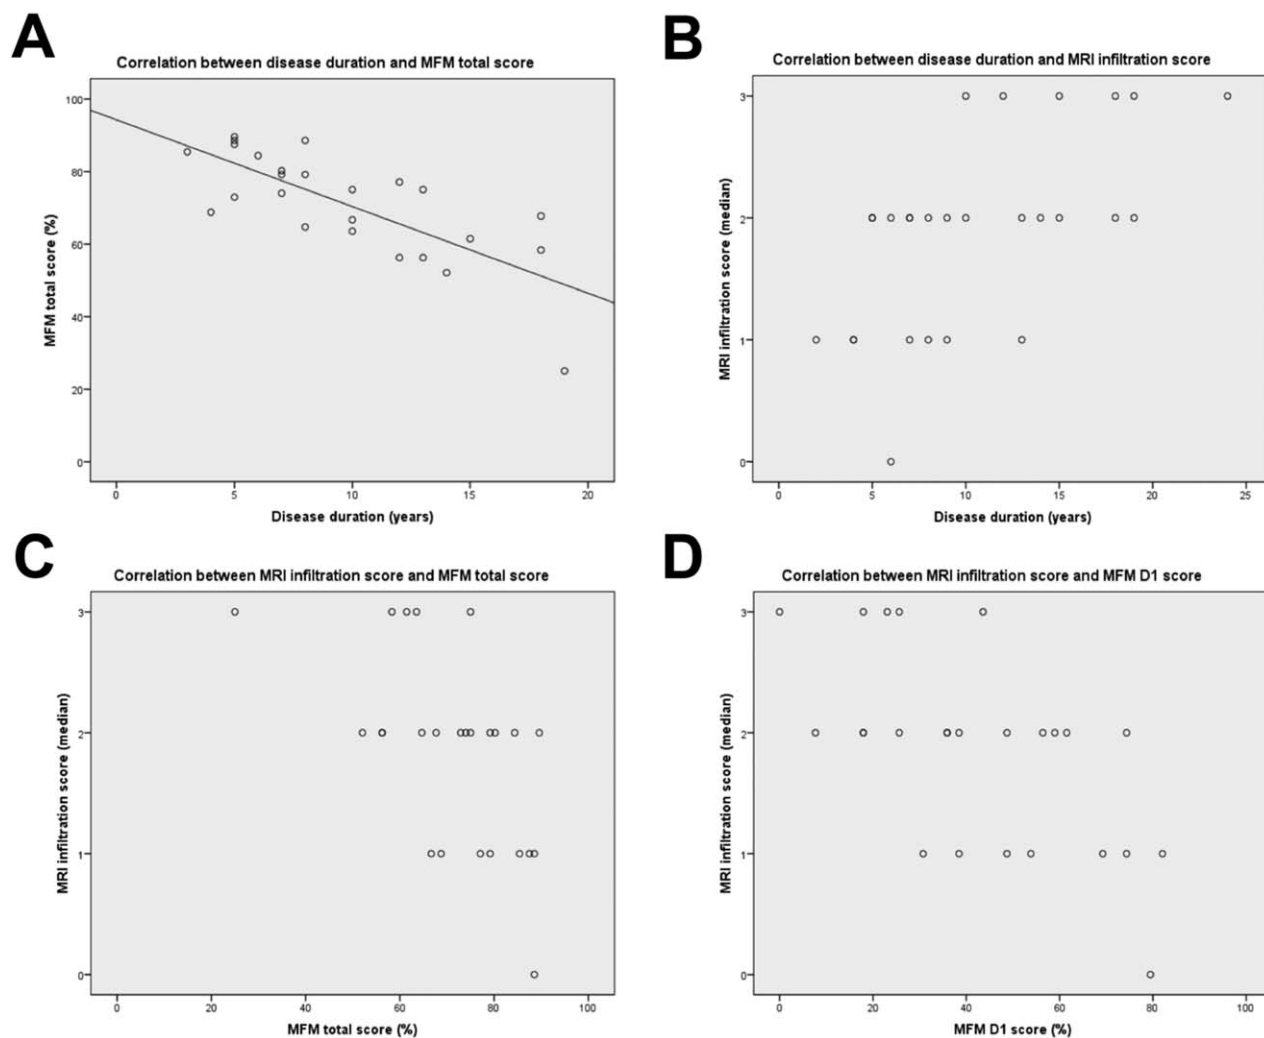 A
Correlation between disease duration and MFM total score
MFM total score (%)
100
80
60
40
20
0
0 5 10 15 20
Disease duration (years)
B
Correlation between disease duration and MRI infiltration score
MRI infiltration score (median)
3
2
1
0
0 5 10 15 20 25
Disease duration (years)
C
Correlation between MRI infiltration score and MFM total score
MRI infiltration score (median)
3
2
1
0
0 20 40 60 80 100
MFM total score (%)
D
Correlation between MRI infiltration score and MFM D1 score
MRI infiltration score (median)
3
2
1
0
0 20 40 60 80 100
MFM D1 score (%)